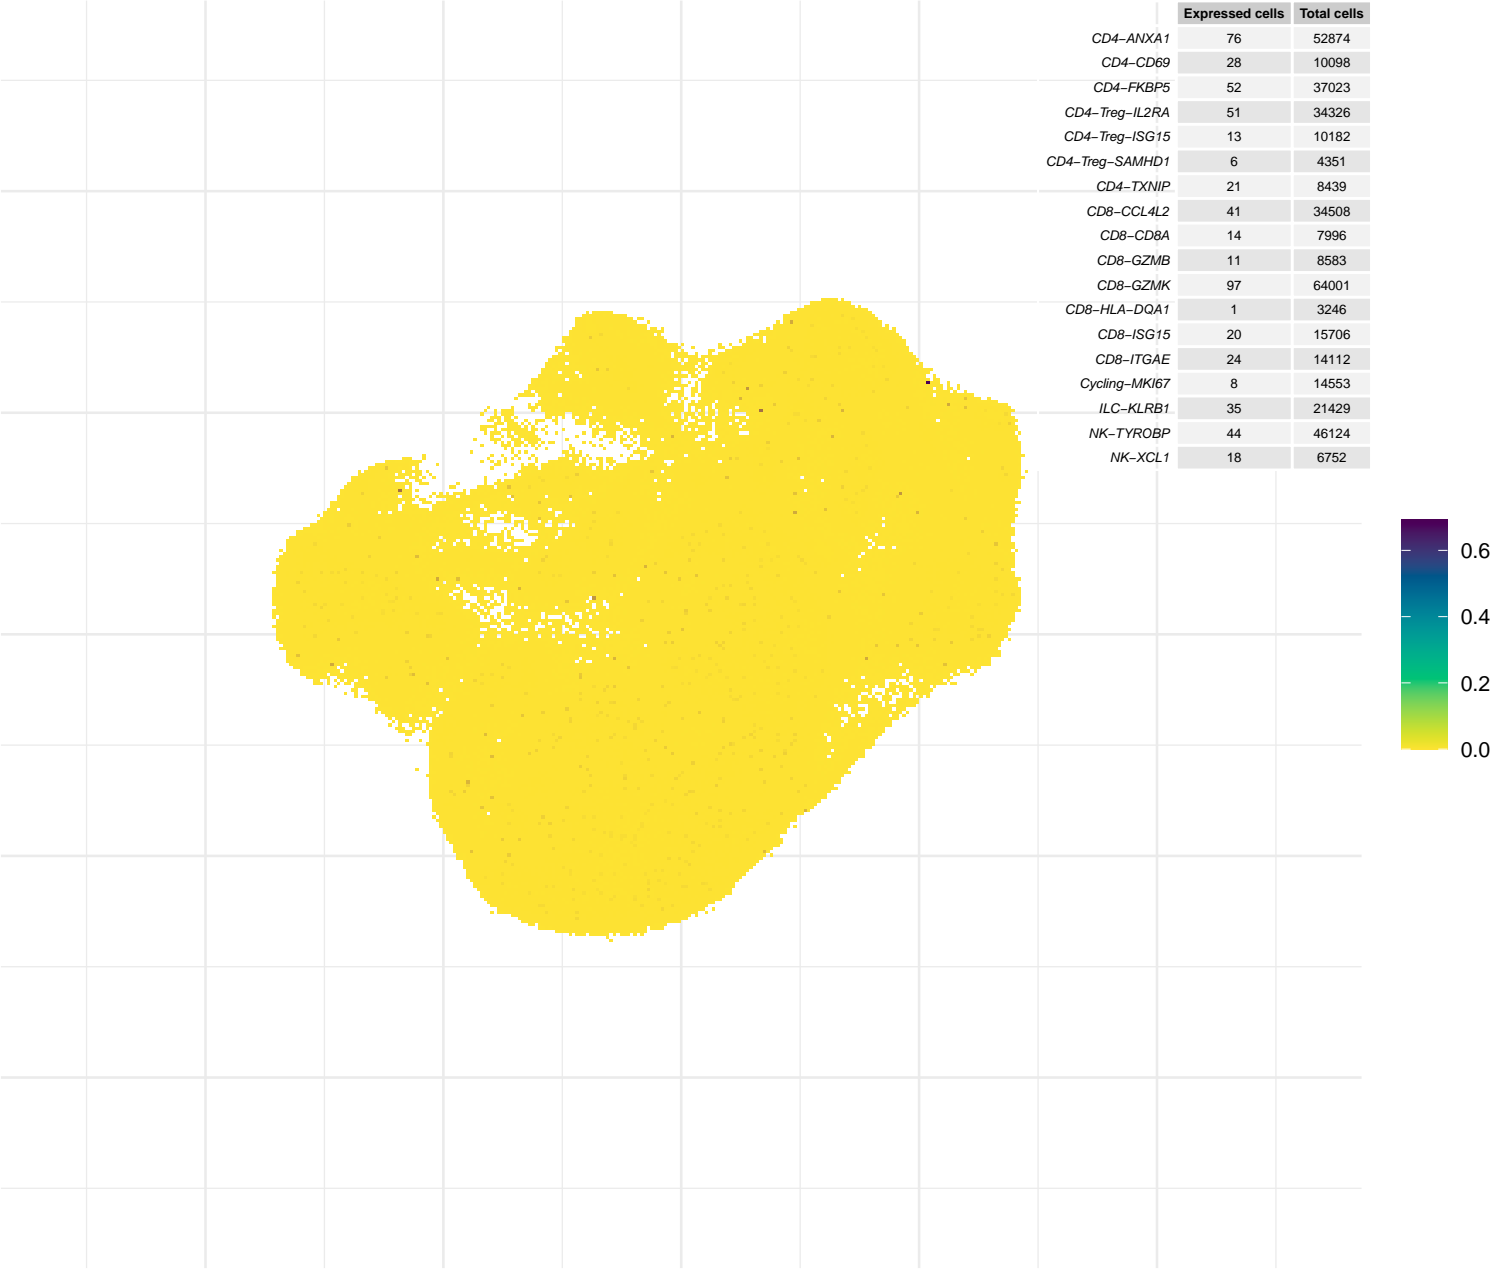 Expressed cells Total cells
CD4−ANXA1 76 52874
CD4−CD69 28 10098
CD4−FKBP5 52 37023
CD4−Treg−IL2RA 51 34326
CD4−Treg−ISG15 13 10182
CD4−Treg−SAMHD1 6 4351
CD4−TXNIP 21 8439
CD8−CCL4L2 41 34508
CD8−CD8A 14 7996
CD8−GZMB 11 8583
CD8−GZMK 97 64001
CD8−HLA−DQA1 1 3246
CD8−ISG15 20 15706
CD8−ITGAE 24 14112
Cycling−MKI67 8 14553
ILC−KLRB1 35 21429
NK−TYROBP 44 46124
NK−XCL1 18 6752
0.6
0.4
0.2
0.0